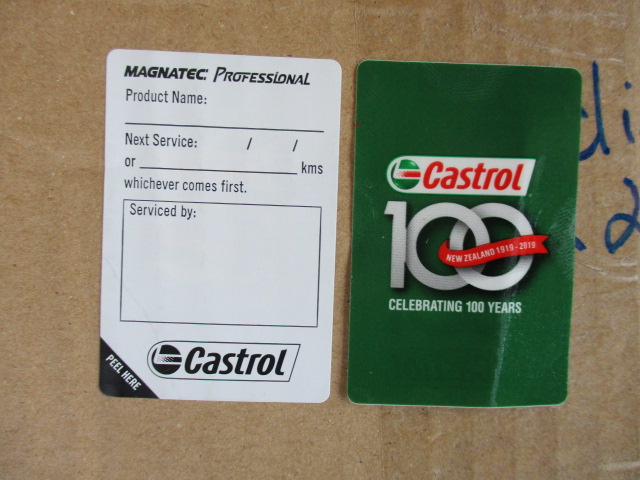 MAGNATEC PROFESSIONAL
Product Name:
Next Service: / /
or kms
whichever comes first.
Serviced by:
Castrol
PEEL HERE
Castrol
100
NEW ZEALAND 1919 - 2019
CELEBRATING 100 YEARS